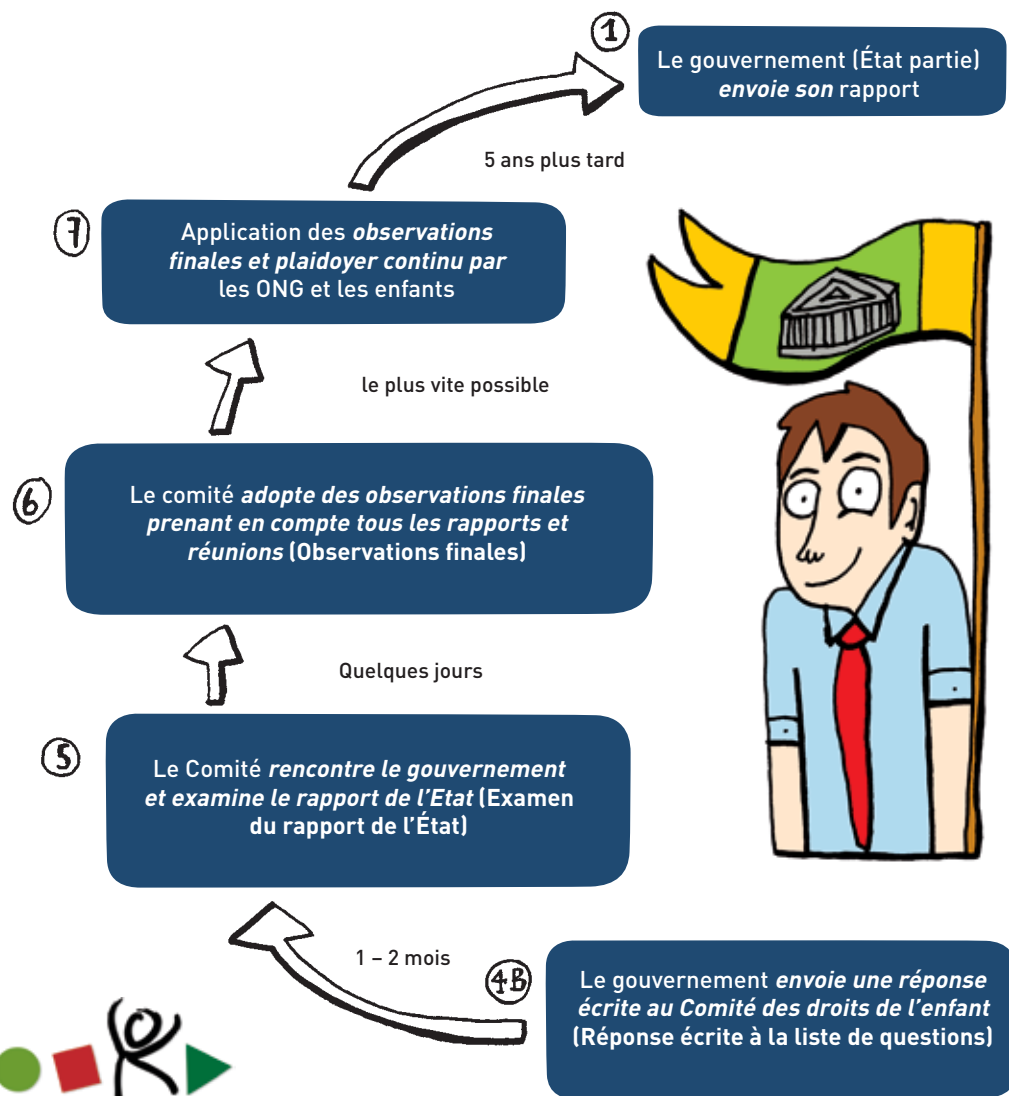 1
Le gouvernement (État partie)
envoie son rapport
5 ans plus tard
7
Application des observations
finales et plaidoyer continu par
les ONG et les enfants
le plus vite possible
6
Le comité adopte des observations finales
prenant en compte tous les rapports et
réunions (Observations finales)
Quelques jours
5
Le Comité rencontre le gouvernement
et examine le rapport de l’Etat (Examen
du rapport de l’État)
1 – 2 mois
4B
Le gouvernement envoie une réponse
écrite au Comité des droits de l’enfant
(Réponse écrite à la liste de questions)